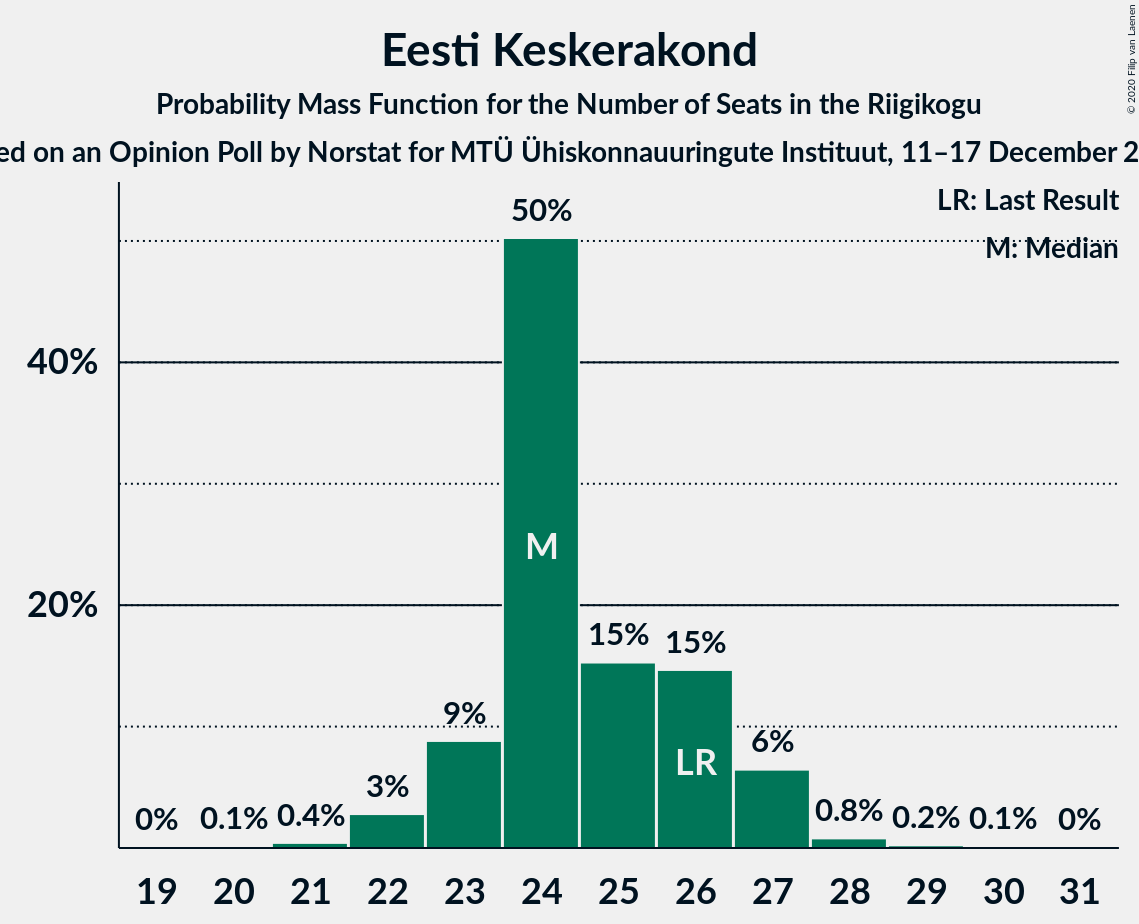 Eesti Keskerakond
Probability Mass Function for the Number of Seats in the Riigikogu
ed on an Opinion Poll by Norstat for MTÜ Ühiskonnauuringute Instituut, 11–17 December 2
© 2020 Filip van Laenen
LR: Last Result
M: Median
50%
40%
20%
M
15%
15%
9%
LR
6%
3%
0%
0.1%
0.4%
0.8%
0.2%
0.1%
0%
19 20 21 22 23 24 25 26 27 28 29 30 31